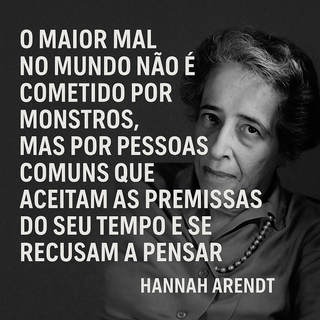 O MAIOR MAL
NO MUNDO NÃO É
COMETIDO POR
MONSTROS,
MAS POR PESSOAS
COMUNS QUE
ACEITAM AS PREMISSAS
DO SEU TEMPO E SE
RECUSAM A PENSAR
HANNAH ARENDT